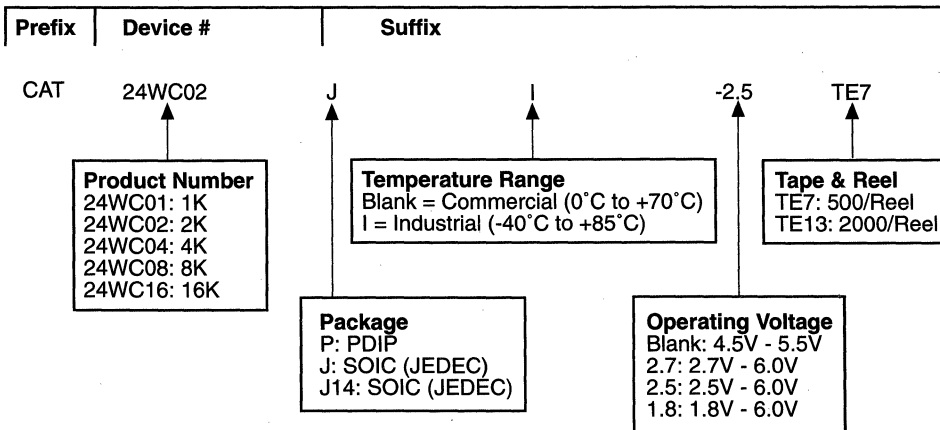 Prefix Device # Suffix
CAT 24WC02 J I -2.5 TE7
Product Number
24WC01: 1K
24WC02: 2K
24WC04: 4K
24WC08: 8K
24WC16: 16K
Temperature Range
Blank = Commercial (0˚C to +70˚C)
I = Industrial (-40˚C to +85˚C)
Tape & Reel
TE7: 500/Reel
TE13: 2000/Reel
Package
P: PDIP
J: SOIC (JEDEC)
J14: SOIC (JEDEC)
Operating Voltage
Blank: 4.5V - 5.5V
2.7: 2.7V - 6.0V
2.5: 2.5V - 6.0V
1.8: 1.8V - 6.0V